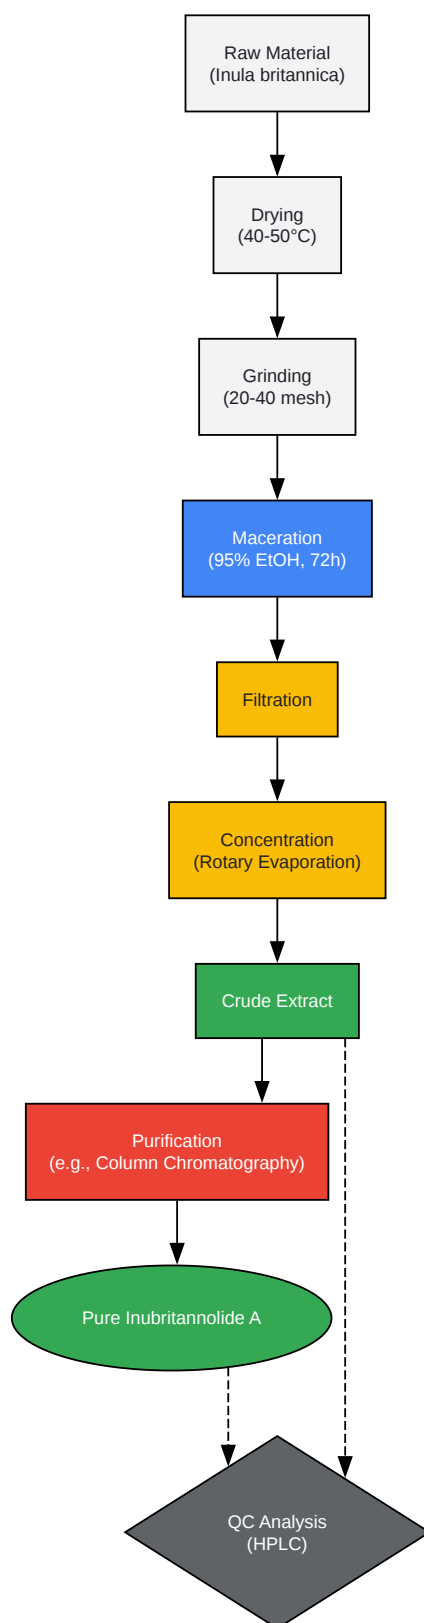 Raw Material
(Inula britannica)
Drying
(40-50°C)
Grinding
(20-40 mesh)
Maceration
(95% EtOH, 72h)
Filtration
Concentration
(Rotary Evaporation)
Crude Extract
Purification
(e.g., Column Chromatography)
Pure Inubritannolide A
QC Analysis
(HPLC)